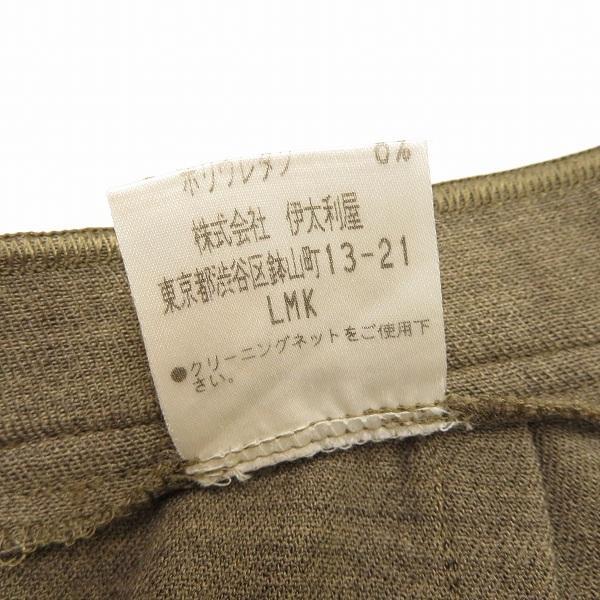 ポリウレタン 6%
株式会社 伊太利屋
東京都渋谷区鉢山町13-21
LMK
●クリーニングネットをご使用下
さい。